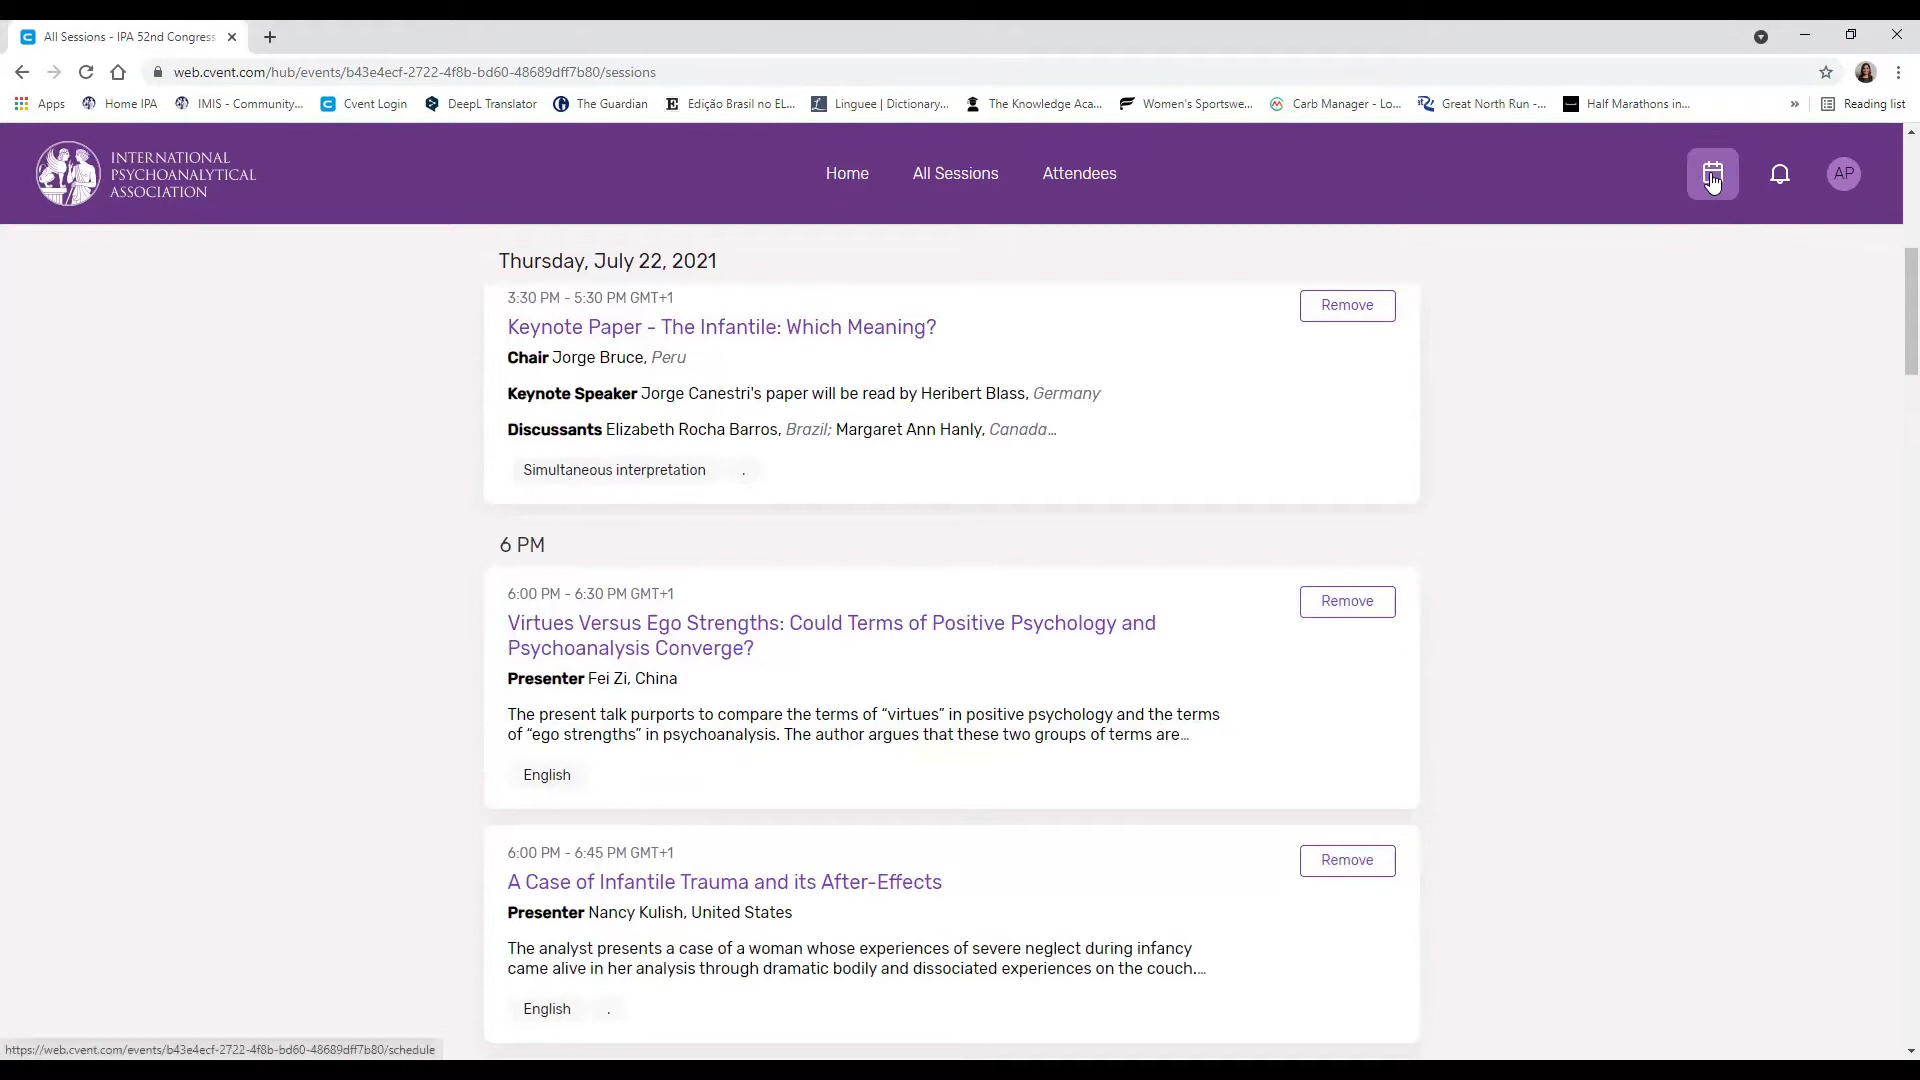 All Sessions - IPA 52nd Congress
web.cvent.com/hub/events/b43e4ecf-2722-4f8b-bd60-48689dff7b80/sessions
Apps Home IPA IMIS - Community... Cvent Login DeepL Translator The Guardian Edição Brasil no EL... Linguee | Dictionary... The Knowledge Aca... Women's Sportswe... Carb Manager - Lo... Great North Run -... Half Marathons in... » Reading list
INTERNATIONAL
PSYCHOANALYTICAL
ASSOCIATION
Home All Sessions Attendees AP
Thursday, July 22, 2021
3:30 PM - 5:30 PM GMT+1
Remove
Keynote Paper - The Infantile: Which Meaning?
Chair Jorge Bruce, Peru
Keynote Speaker Jorge Canestri's paper will be read by Heribert Blass, Germany
Discussants Elizabeth Rocha Barros, Brazil; Margaret Ann Hanly, Canada...
Simultaneous interpretation .
6 PM
6:00 PM - 6:30 PM GMT+1
Remove
Virtues Versus Ego Strengths: Could Terms of Positive Psychology and
Psychoanalysis Converge?
Presenter Fei Zi, China
The present talk purports to compare the terms of “virtues” in positive psychology and the terms
of “ego strengths” in psychoanalysis. The author argues that these two groups of terms are...
English
6:00 PM - 6:45 PM GMT+1
Remove
A Case of Infantile Trauma and its After-Effects
Presenter Nancy Kulish, United States
The analyst presents a case of a woman whose experiences of severe neglect during infancy
came alive in her analysis through dramatic bodily and dissociated experiences on the couch....
English .
https://web.cvent.com/events/b43e4ecf-2722-4f8b-bd60-48689dff7b80/schedule